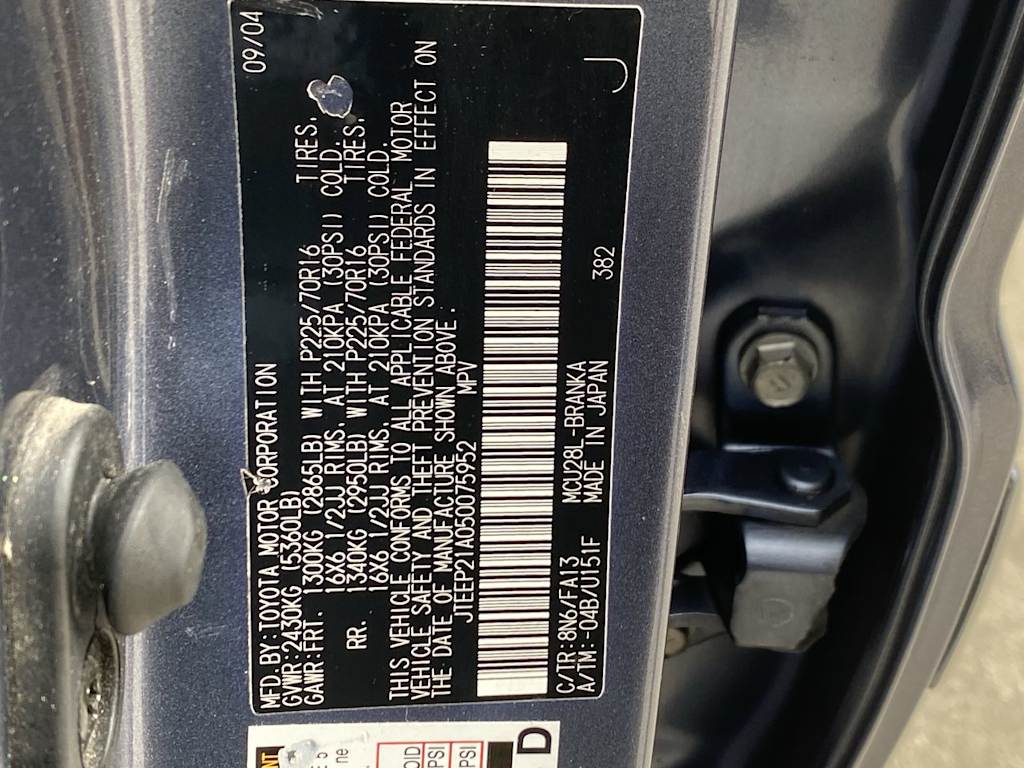 MFD. BY: TOYOTA MOTOR CORPORATION 09/04
GVWR: 2430KG (5360LB)
GAWR: FRT. 1300KG (2865LB) WITH P225/70R16 TIRES,
16X6 1/2JJ RIMS, AT 210KPA (30PSI) COLD.
RR. 1340KG (2950LB) WITH P225/70R16 TIRES,
16X6 1/2JJ RIMS, AT 210KPA (30PSI) COLD.
THIS VEHICLE CONFORMS TO ALL APPLICABLE FEDERAL MOTOR
VEHICLE SAFETY AND THEFT PREVENTION STANDARDS IN EFFECT ON
THE DATE OF MANUFACTURE SHOWN ABOVE.
JTEEP21A050075952 MPV
C/TR: 8N6/FA13 MCU28L-BRANKA 382
A/TM: -04B/U151F MADE IN JAPAN J
PSI
PSI
D